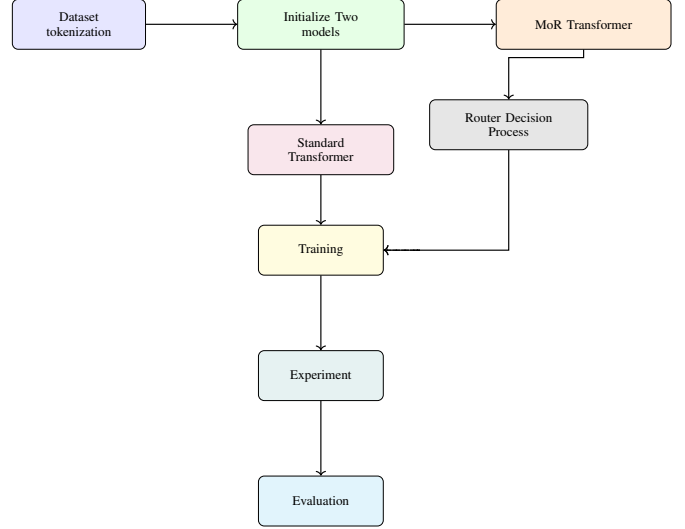 Dataset
tokenization
Initialize Two
models
MoR Transformer
Router Decision
Process
Standard
Transformer
Training
Experiment
Evaluation